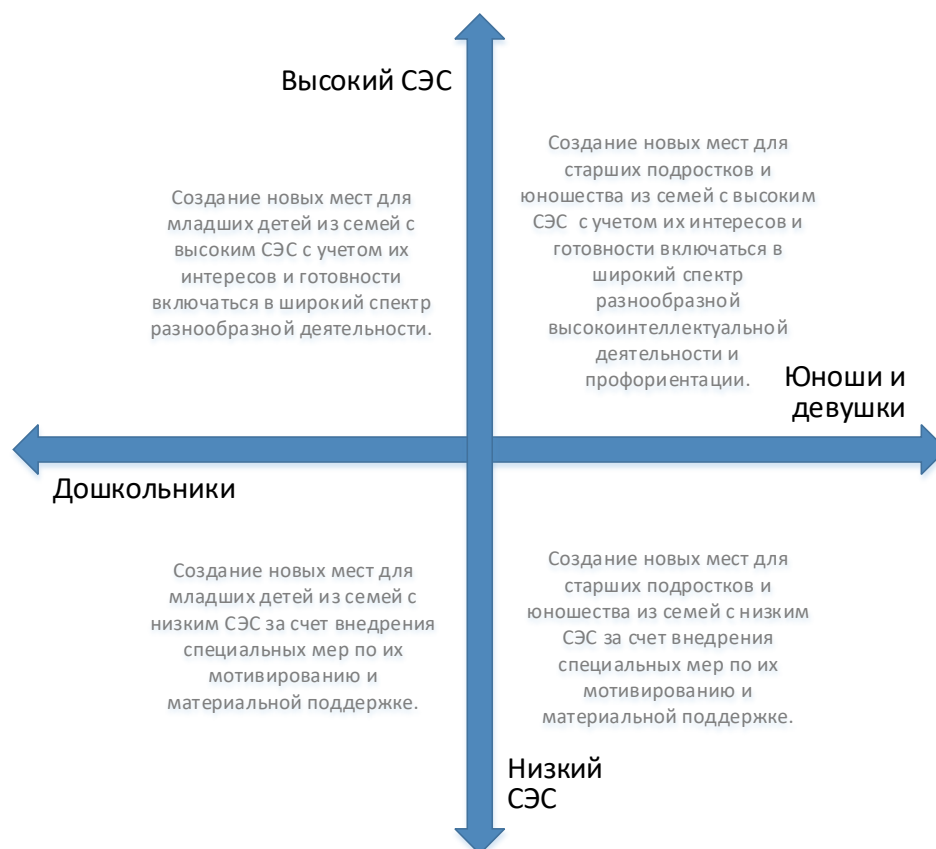 Высокий СЭС
Создание новых мест для
младших детей из семей с
высоким СЭС с учетом их
интересов и готовности
включаться в широкий спектр
разнообразной деятельности.
Создание новых мест для
старших подростков и
юношества из семей с высоким
СЭС с учетом их интересов и
готовности включаться в
широкий спектр
разнообразной
высокоинтеллектуальной
деятельности и
профориентации.
Юноши и
девушки
Дошкольники
Создание новых мест для
младших детей из семей с
низким СЭС за счет внедрения
специальных мер по их
мотивированию и
материальной поддержке.
Создание новых мест для
старших подростков и
юношества из семей с низким
СЭС за счет внедрения
специальных мер по их
мотивированию и
материальной поддержке.
Низкий
СЭС